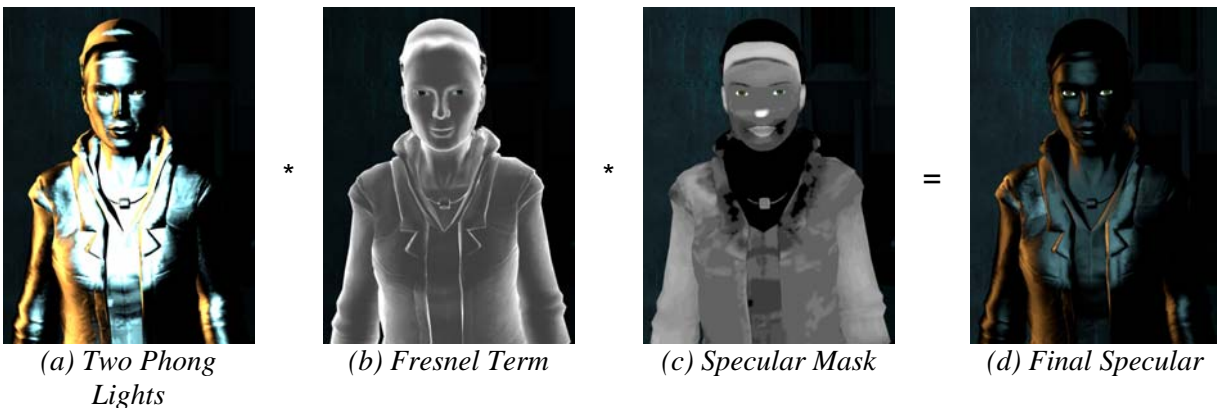 * * =
(a) Two Phong
Lights
(b) Fresnel Term
(c) Specular Mask
(d) Final Specular